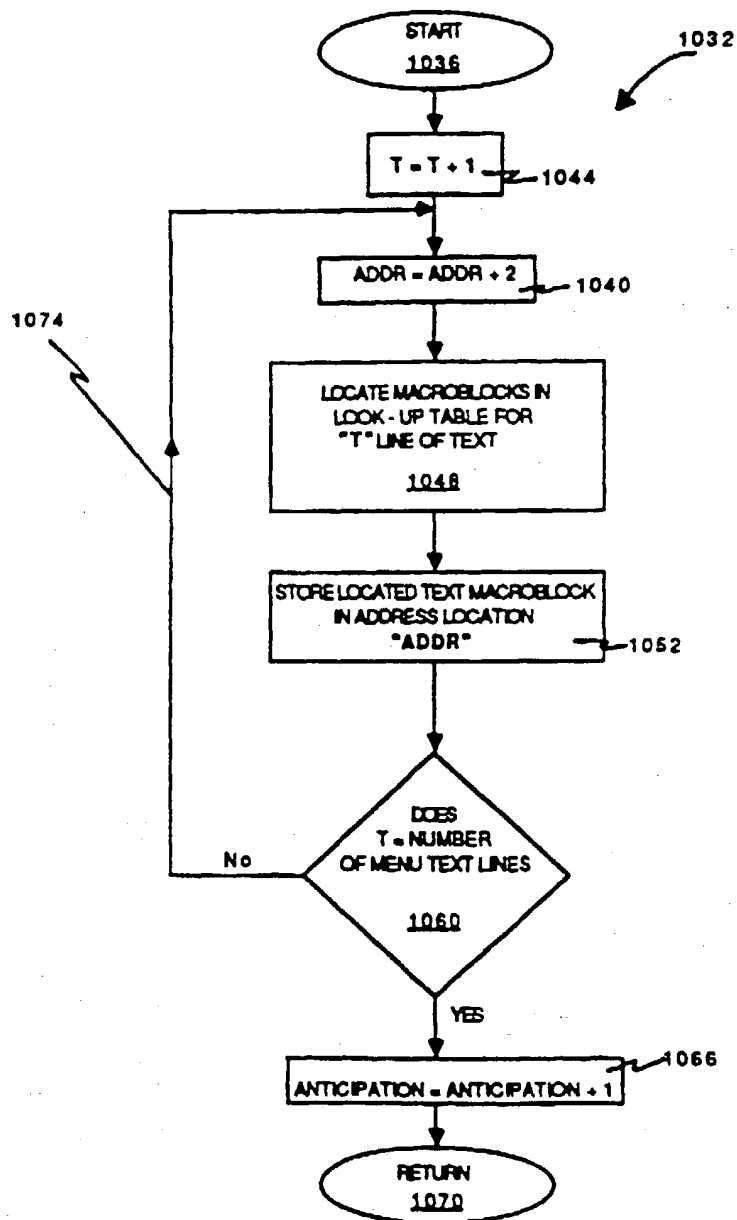 START
1036
1032
T = T + 1
1044
ADDR = ADDR + 2
1040
1074
LOCATE MACROBLOCKS IN
LOOK - UP TABLE FOR
"T" LINE OF TEXT
1048
STORE LOCATED TEXT MACROBLOCK
IN ADDRESS LOCATION
"ADDR"
1052
DOES
T = NUMBER
OF MENU TEXT LINES
1060
No
YES
1066
ANTICIPATION = ANTICIPATION + 1
RETURN
1070